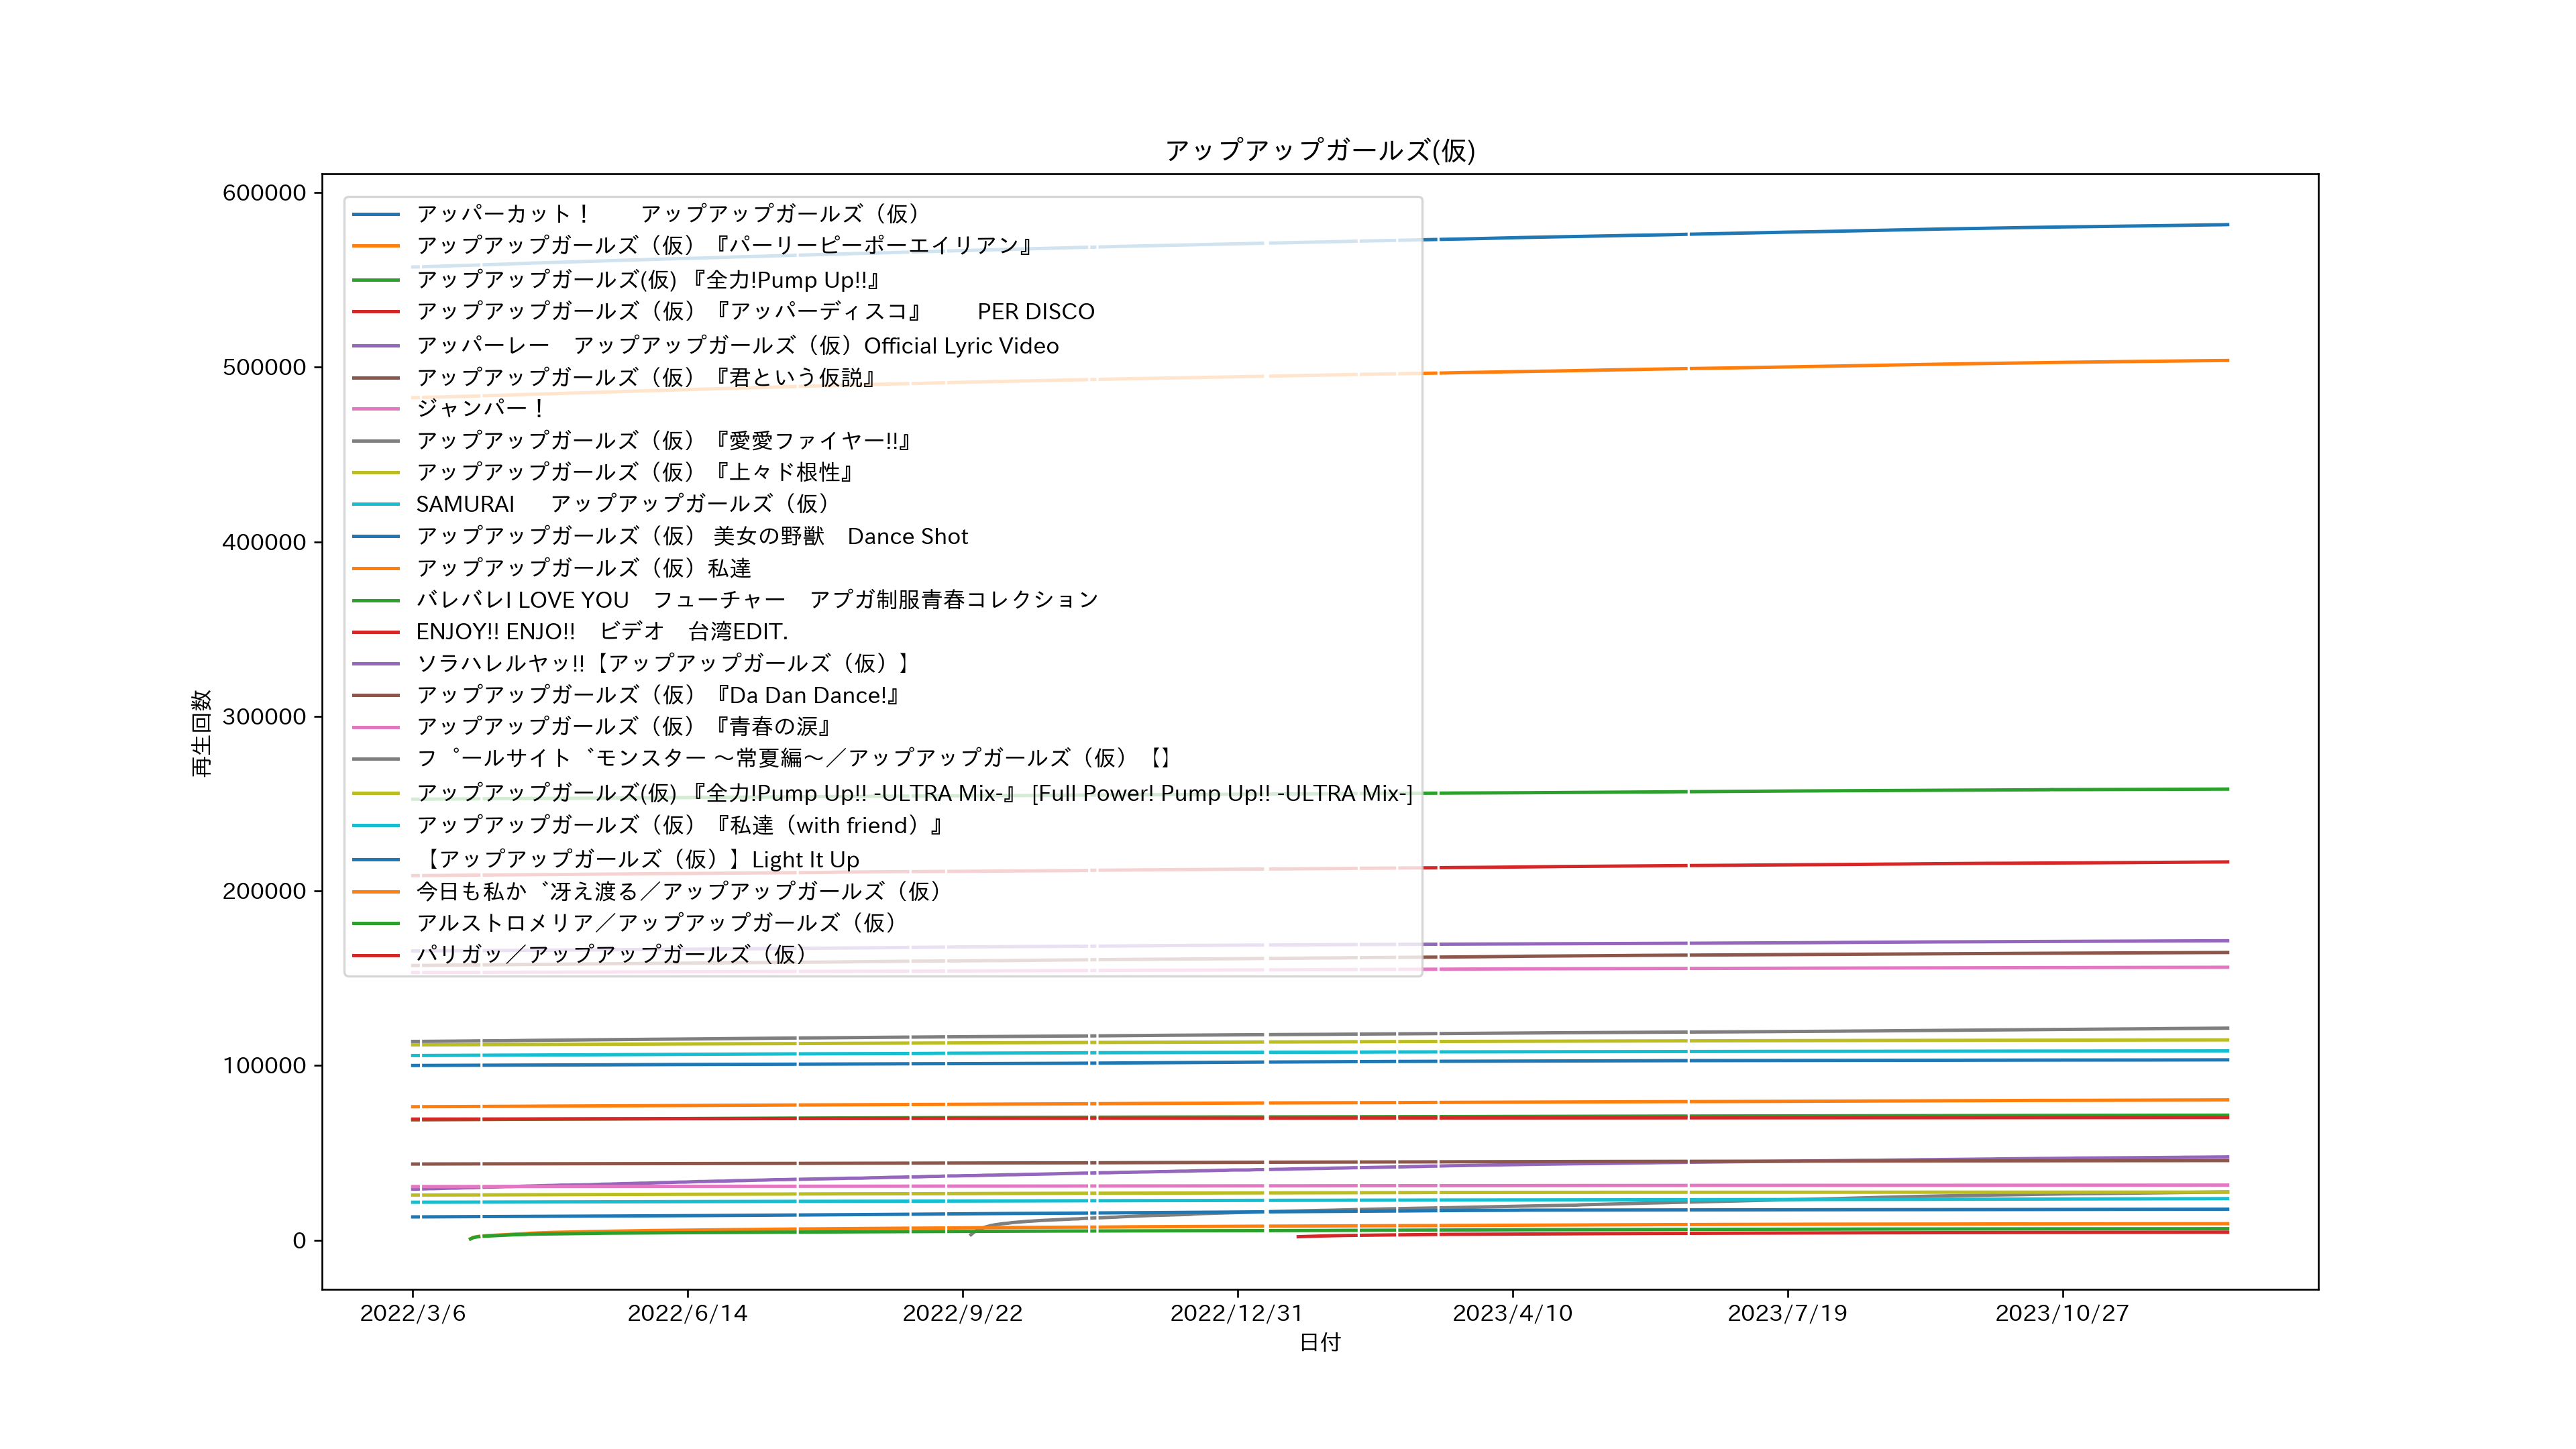 アップアップガールズ(仮)
600000
500000
400000
300000
200000
100000
0
再生回数
アッパーカット！　　アップアップガールズ（仮）
アップアップガールズ（仮）『パーリーピーポーエイリアン』
アップアップガールズ(仮) 『全力!Pump Up!!』
アップアップガールズ（仮）『アッパーディスコ』　　PER DISCO
アッパーレー　アップアップガールズ（仮）Official Lyric Video
アップアップガールズ（仮）『君という仮説』
ジャンパー！
アップアップガールズ（仮）『愛愛ファイヤー!!』
アップアップガールズ（仮）『上々ド根性』
SAMURAI　 アップアップガールズ（仮）
アップアップガールズ（仮） 美女の野獣　Dance Shot
アップアップガールズ（仮）私達
バレバレI LOVE YOU　フューチャー　アプガ制服青春コレクション
ENJOY!! ENJO!!　ビデオ　台湾EDIT.
ソラハレルヤッ!!【アップアップガールズ（仮）】
アップアップガールズ（仮）『Da Dan Dance!』
アップアップガールズ（仮）『青春の涙』
フ゜ールサイト゛モンスター 〜常夏編〜／アップアップガールズ（仮）【】
アップアップガールズ(仮) 『全力!Pump Up!! -ULTRA Mix-』 [Full Power! Pump Up!! -ULTRA Mix-]
アップアップガールズ（仮）『私達（with friend）』
【アップアップガールズ（仮）】Light It Up
今日も私か゛冴え渡る／アップアップガールズ（仮）
アルストロメリア／アップアップガールズ（仮）
パリガッ／アップアップガールズ（仮）
2022/3/6
2022/6/14
2022/9/22
2022/12/31
2023/4/10
2023/7/19
2023/10/27
日付